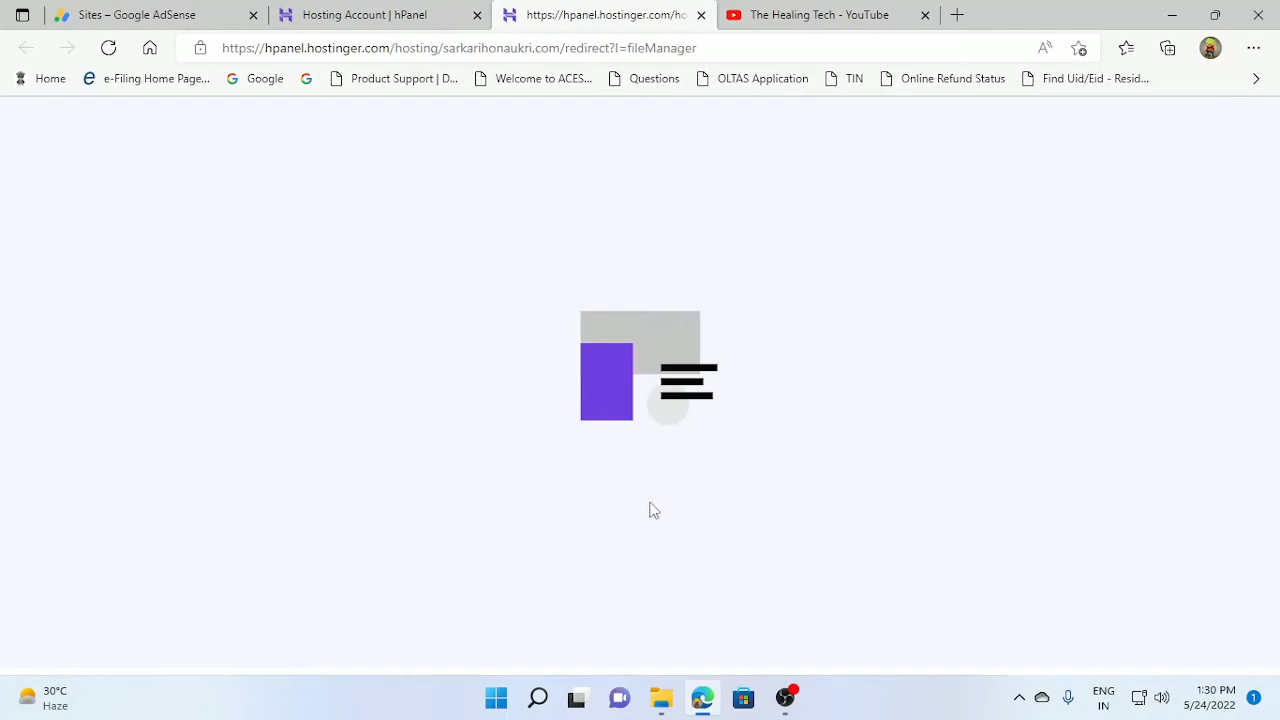 Sites – Google AdSense
Hosting Account | hPanel
https://hpanel.hostinger.com/ho
The Healing Tech - YouTube
https://hpanel.hostinger.com/hosting/sarkarihonaukri.com/redirect?l=fileManager
Home
e-Filing Home Page...
Google
Product Support | D...
Welcome to ACES...
Questions
OLTAS Application
TIN
Online Refund Status
Find Uid/Eid - Resid...
30°C
Haze
ENG
IN
1:30 PM
5/24/2022
1